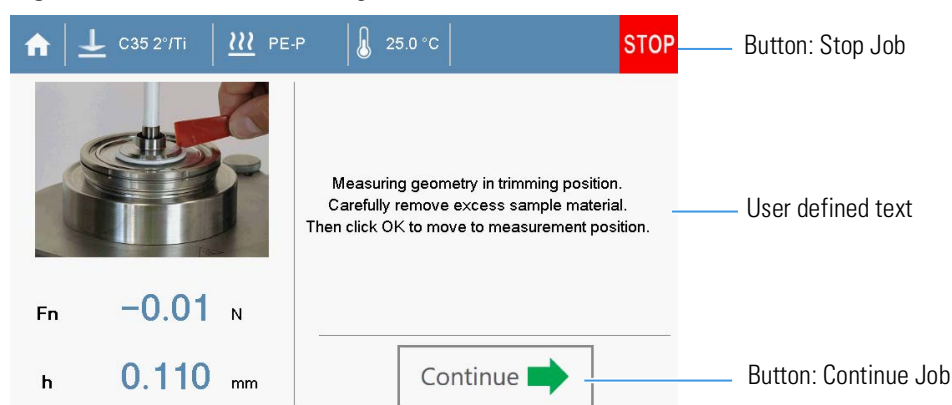 C35 2°/Ti PE-P 25.0 °C STOP
Button: Stop Job
Measuring geometry in trimming position.
Carefully remove excess sample material.
Then click OK to move to measurement position.
User defined text
Fn -0.01 N
h 0.110 mm
Continue
Button: Continue Job